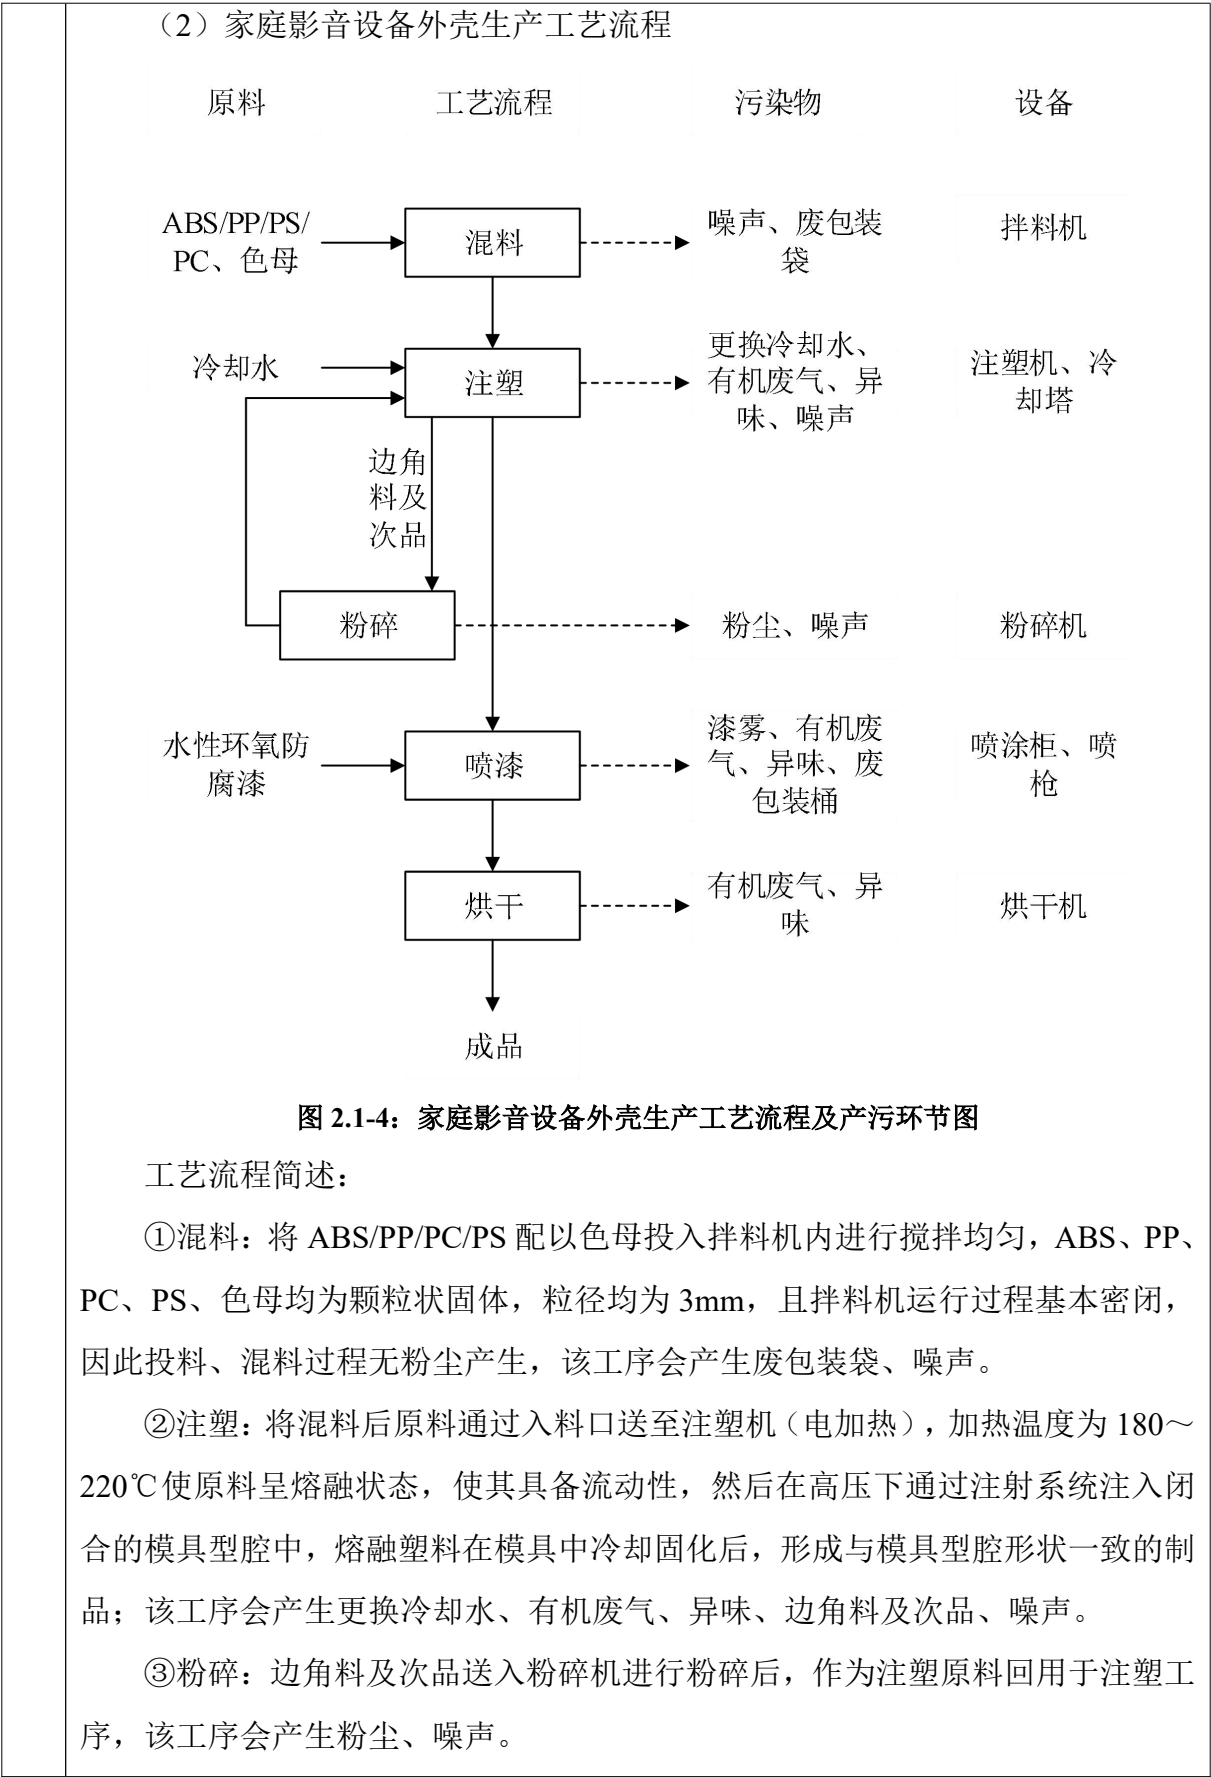 （2）家庭影音设备外壳生产工艺流程
原料 工艺流程 污染物 设备
ABS/PP/PS/
PC、色母
混料
噪声、废包装
袋
拌料机
冷却水
注塑
更换冷却水、
有机废气、异
味、噪声
注塑机、冷
却塔
边角
料及
次品
粉碎
粉尘、噪声
粉碎机
水性环氧防
腐漆
喷漆
漆雾、有机废
气、异味、废
包装桶
喷涂柜、喷
枪
烘干
有机废气、异
味
烘干机
成品
图 2.1-4：家庭影音设备外壳生产工艺流程及产污环节图
工艺流程简述：
①混料：将 ABS/PP/PC/PS 配以色母投入拌料机内进行搅拌均匀，ABS、PP、
PC、PS、色母均为颗粒状固体，粒径均为 3mm，且拌料机运行过程基本密闭，
因此投料、混料过程无粉尘产生，该工序会产生废包装袋、噪声。
②注塑：将混料后原料通过入料口送至注塑机（电加热），加热温度为 180～
220℃使原料呈熔融状态，使其具备流动性，然后在高压下通过注射系统注入闭
合的模具型腔中，熔融塑料在模具中冷却固化后，形成与模具型腔形状一致的制
品；该工序会产生更换冷却水、有机废气、异味、边角料及次品、噪声。
③粉碎：边角料及次品送入粉碎机进行粉碎后，作为注塑原料回用于注塑工
序，该工序会产生粉尘、噪声。